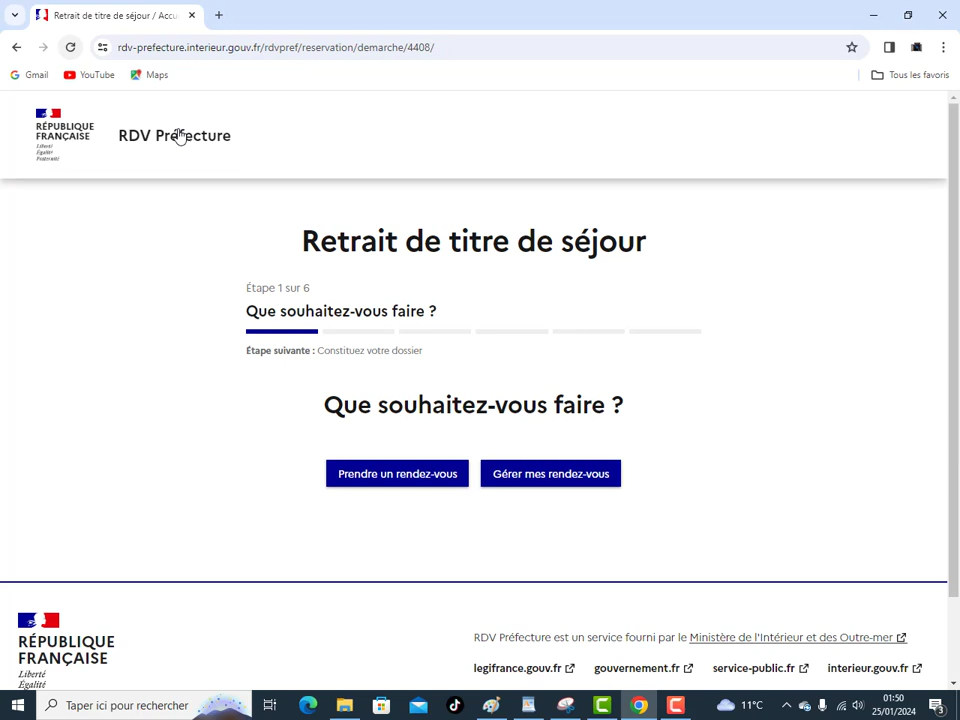 Retrait de titre de séjour / Accu
rdv-prefecture.interieur.gouv.fr/rdvpref/reservation/demarche/4408/
Gmail
YouTube
Maps
Tous les favoris
RÉPUBLIQUE
FRANÇAISE
Liberté
Égalité
Fraternité
RDV Préfecture
Retrait de titre de séjour
Étape 1 sur 6
Que souhaitez-vous faire ?
Étape suivante : Constituez votre dossier
Que souhaitez-vous faire ?
Prendre un rendez-vous
Gérer mes rendez-vous
RÉPUBLIQUE
FRANÇAISE
Liberté
Égalité
RDV Préfecture est un service fourni par le Ministère de l'Intérieur et des Outre-mer
legifrance.gouv.fr
gouvernement.fr
service-public.fr
interieur.gouv.fr
Taper ici pour rechercher
11°C
01:50
25/01/2024
3